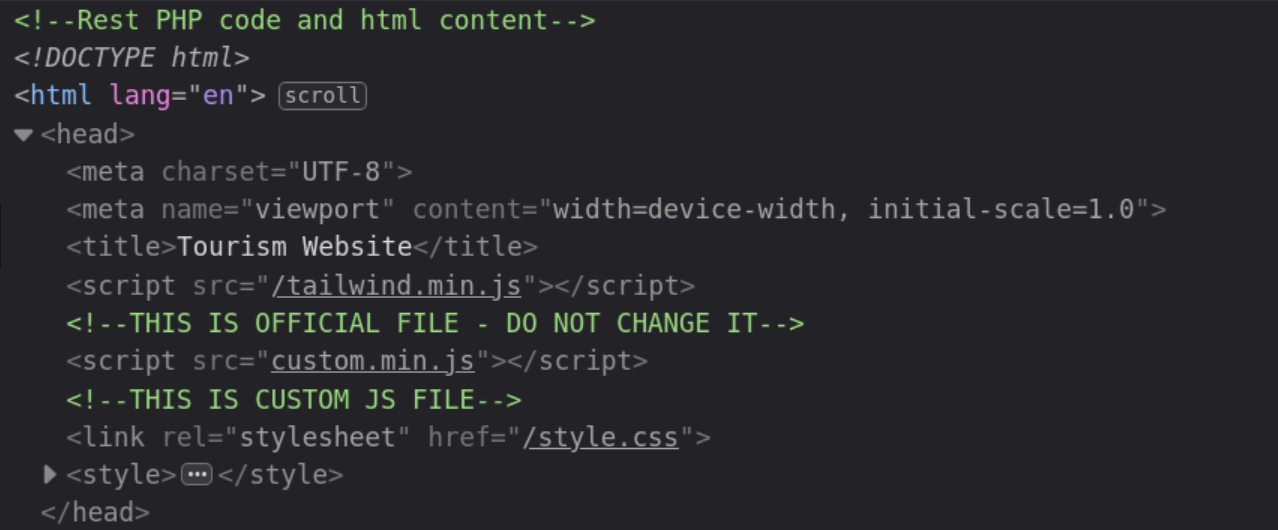 <!--Rest PHP code and html content-->
<!DOCTYPE html>
<html lang="en"> scroll
<head>
<meta charset="UTF-8">
<meta name="viewport" content="width=device-width, initial-scale=1.0">
<title>Tourism Website</title>
<script src="/tailwind.min.js"></script>
<!--THIS IS OFFICIAL FILE - DO NOT CHANGE IT-->
<script src="custom.min.js"></script>
<!--THIS IS CUSTOM JS FILE-->
<link rel="stylesheet" href="/style.css">
<style>…</style>
</head>